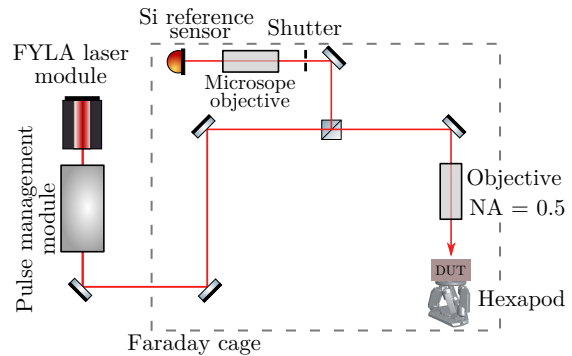 Si reference
sensor
Shutter
FYLA laser
module
Microsope
objective
Pulse management
module
Objective
NA = 0.5
DUT
Hexapod
Faraday cage